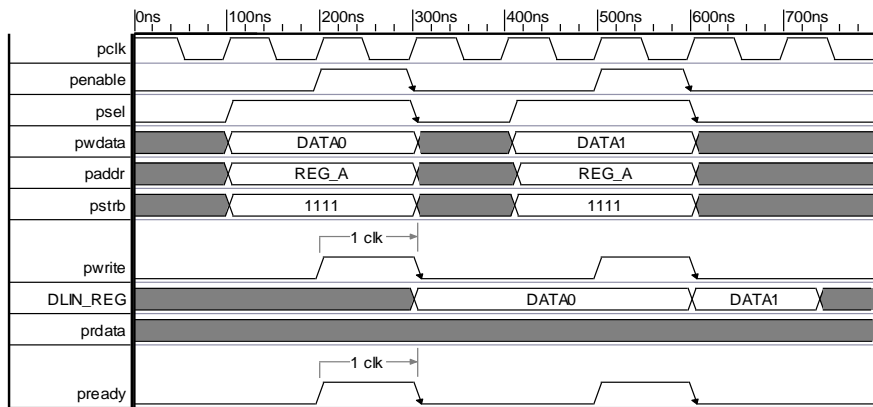 0ns 100ns 200ns 300ns 400ns 500ns 600ns 700ns
pclk
penable
psel
pwdata DATA0 DATA1
paddr REG_A REG_A
pstrb 1111 1111
1 clk
pwrite
DLIN_REG DATA0 DATA1
prdata
1 clk
pready